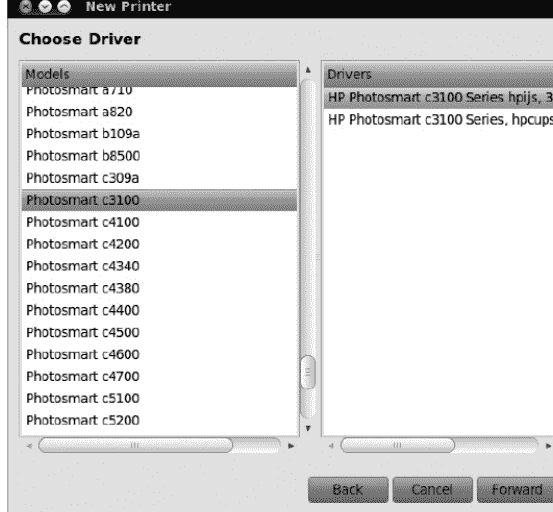 New Printer
Choose Driver
Models
Photosmart a710
Photosmart a820
Photosmart b109a
Photosmart b8500
Photosmart c309a
Photosmart c3100
Photosmart c4100
Photosmart c4200
Photosmart c4340
Photosmart c4380
Photosmart c4400
Photosmart c4500
Photosmart c4600
Photosmart c4700
Photosmart c5100
Photosmart c5200
Drivers
HP Photosmart c3100 Series hpijs, 3
HP Photosmart c3100 Series, hpcups
Back
Cancel
Forward